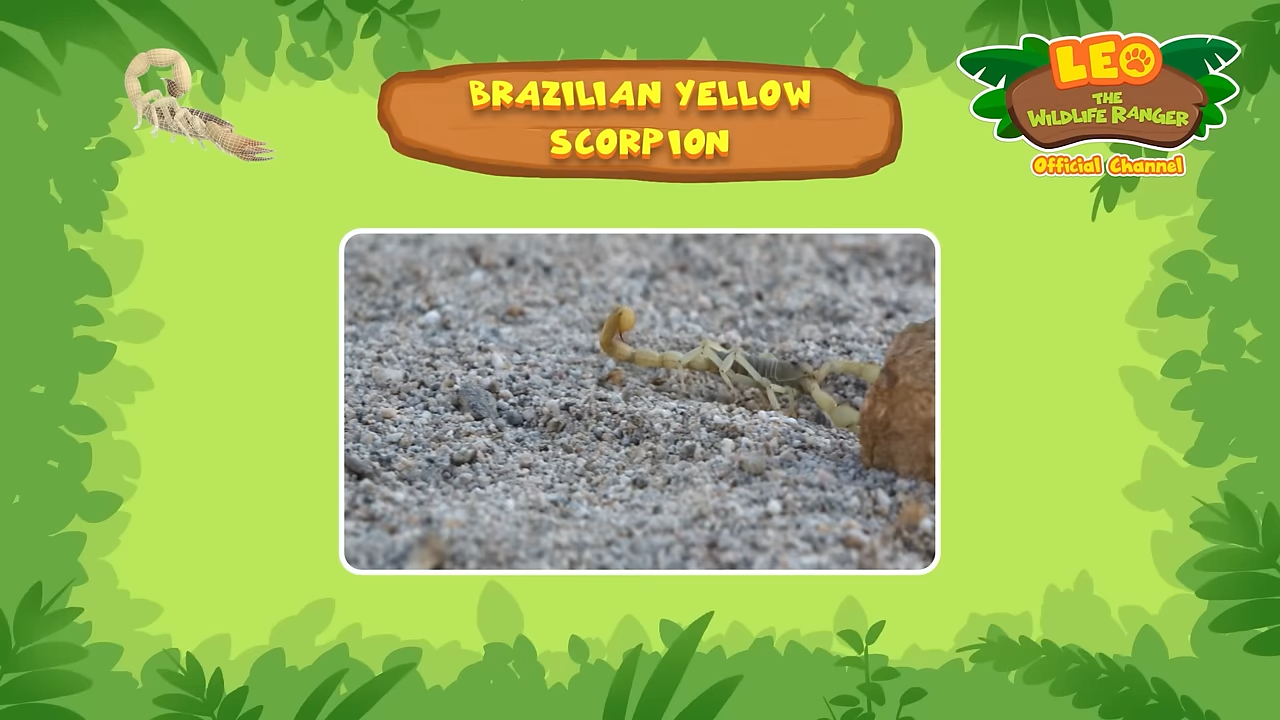 BRAZILIAN YELLOW
SCORPION
LEO
THE
WILDLIFE RANGER
Official Channel